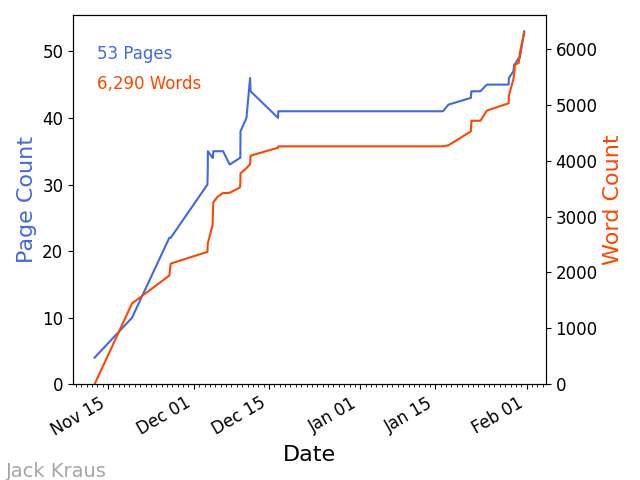 53 Pages
6,290 Words
50
40
30
20
10
0
6000
5000
4000
3000
2000
1000
0
Page Count
Word Count
Nov 15
Dec 01
Dec 15
Jan 01
Jan 15
Feb 01
Date
Jack Kraus